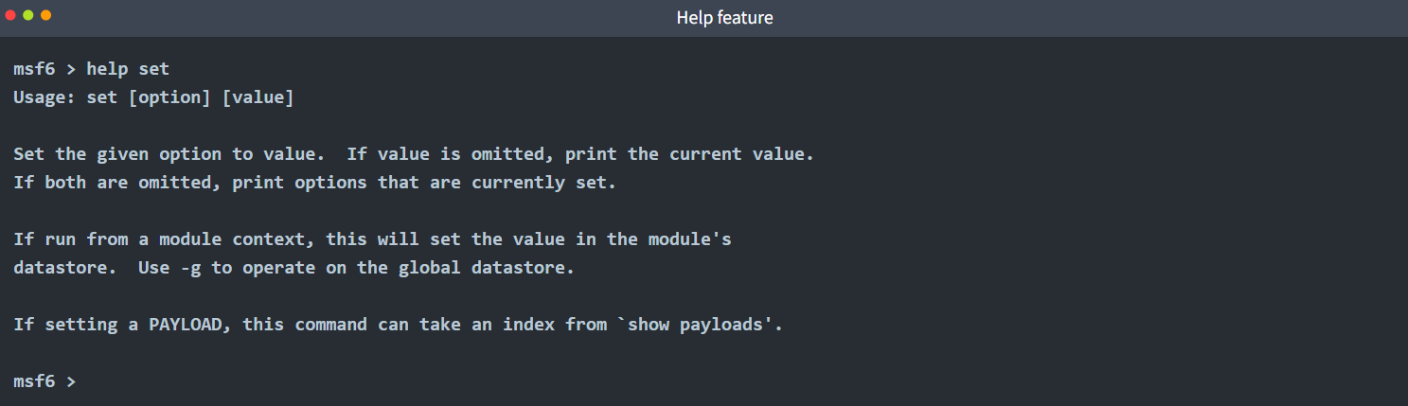 Help feature
msf6 > help set
Usage: set [option] [value]
Set the given option to value.  If value is omitted, print the current value.
If both are omitted, print options that are currently set.
If run from a module context, this will set the value in the module's
datastore.  Use -g to operate on the global datastore.
If setting a PAYLOAD, this command can take an index from `show payloads'.
msf6 >